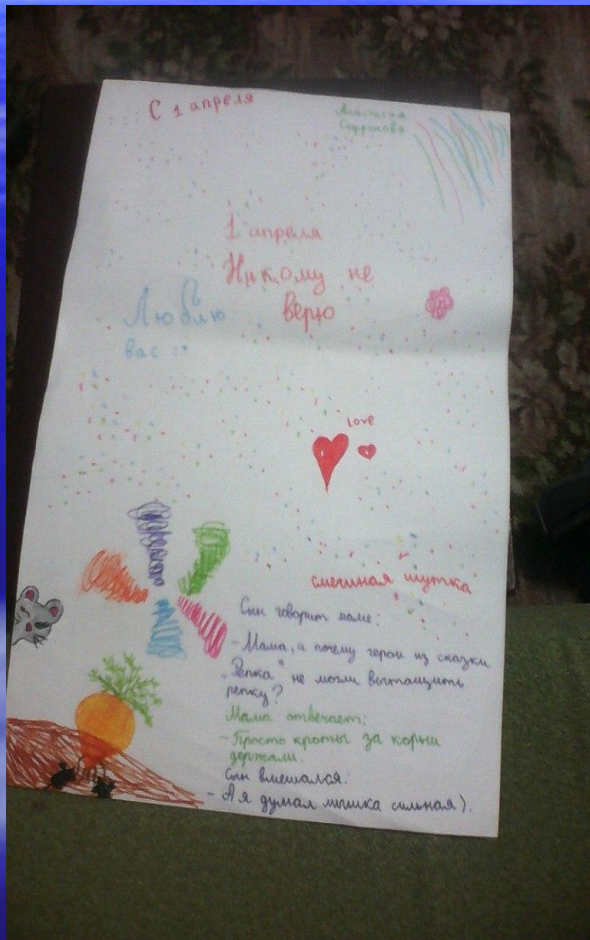 С 1 апреля
Анастасия
1 апреля
Никому не
верю
Люблю
вас :*
Love
смешная шутка
Сын говорит маме:
- Мама, а почему герои из сказки
„Репка" не могли вытащить
репку?
Мама отвечает:
- Просто кроты за корни
держали.
Сын вмешался:
- А я думал мышка сильная).